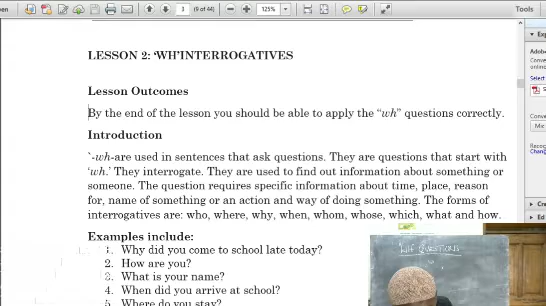 3
(9 of 44)
125%
Tools
LESSON 2: 'WH'INTERROGATIVES
Lesson Outcomes
By the end of the lesson you should be able to apply the “wh” questions correctly.
Introduction
`-wh-are used in sentences that ask questions. They are questions that start with
‘wh.’ They interrogate. They are used to find out information about something or
someone. The question requires specific information about time, place, reason
for, name of something or an action and way of doing something. The forms of
interrogatives are: who, where, why, when, whom, whose, which, what and how.
Examples include:
1. Why did you come to school late today?
2. How are you?
3. What is your name?
4. When did you arrive at school?
5. Where do you stay?
QUESTIONS